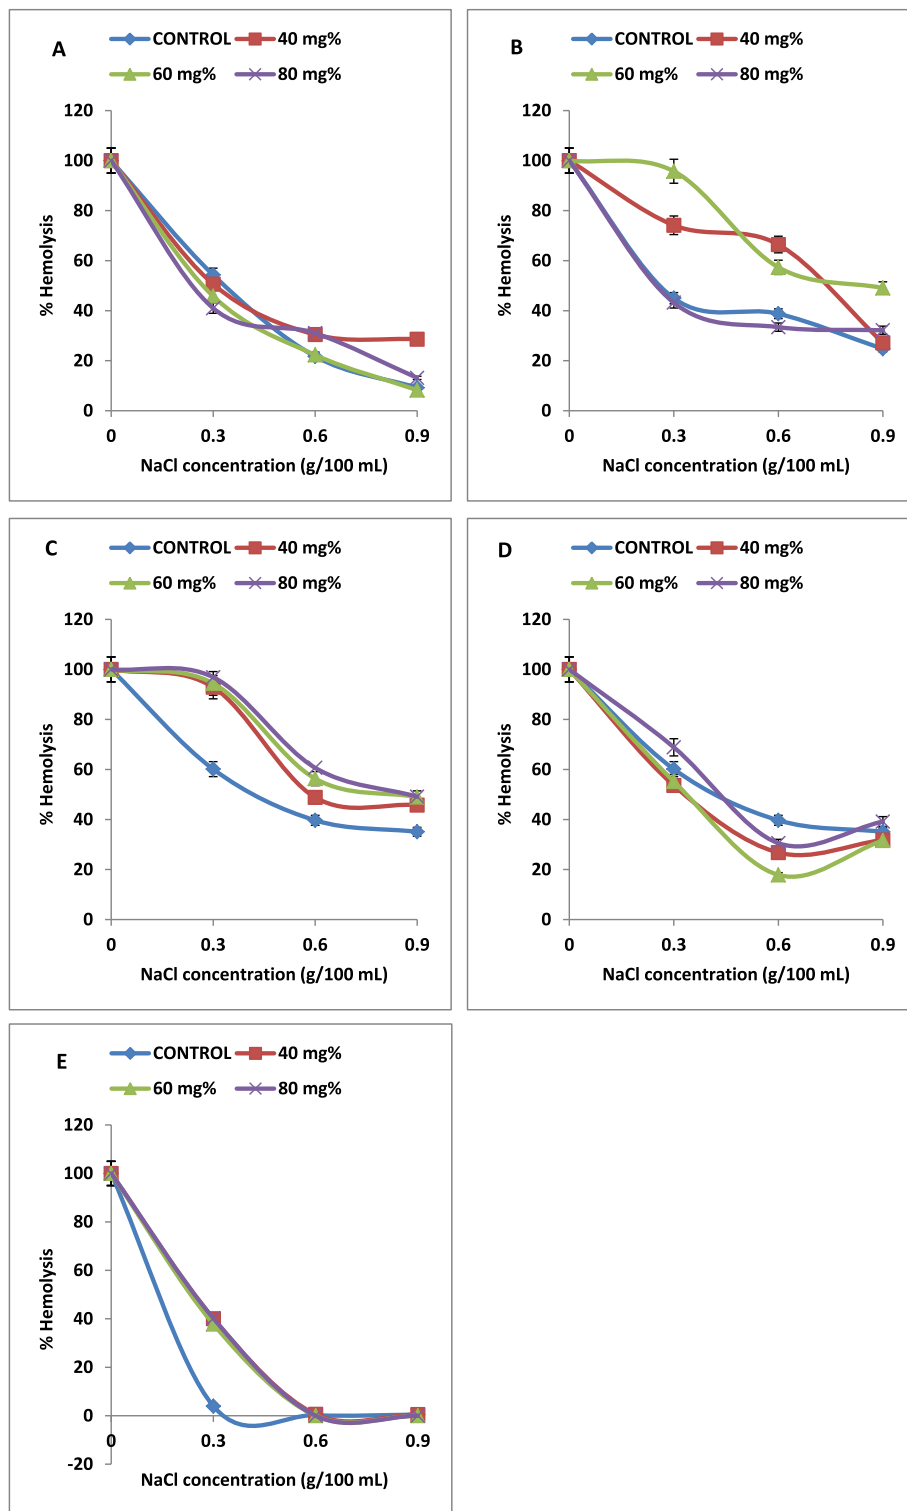 A
CONTROL 40 mg%
60 mg% 80 mg%
120
100
80
60
40
20
0
% Hemolysis
0 0.3 0.6 0.9
NaCl concentration (g/100 mL)
B
CONTROL 40 mg%
60 mg% 80 mg%
120
100
80
60
40
20
0
% Hemolysis
0 0.3 0.6 0.9
NaCl concentration (g/100 mL)
C
CONTROL 40 mg%
60 mg% 80 mg%
120
100
80
60
40
20
0
% Hemolysis
0 0.3 0.6 0.9
NaCl concentration (g/100 mL)
D
CONTROL 40 mg%
60 mg% 80 mg%
120
100
80
60
40
20
0
% Hemolysis
0 0.3 0.6 0.9
NaCl concentration (g/100 mL)
E
CONTROL 40 mg%
60 mg% 80 mg%
120
100
80
60
40
20
0
-20
% Hemolysis
0 0.3 0.6 0.9
NaCl concentration (g/100 mL)